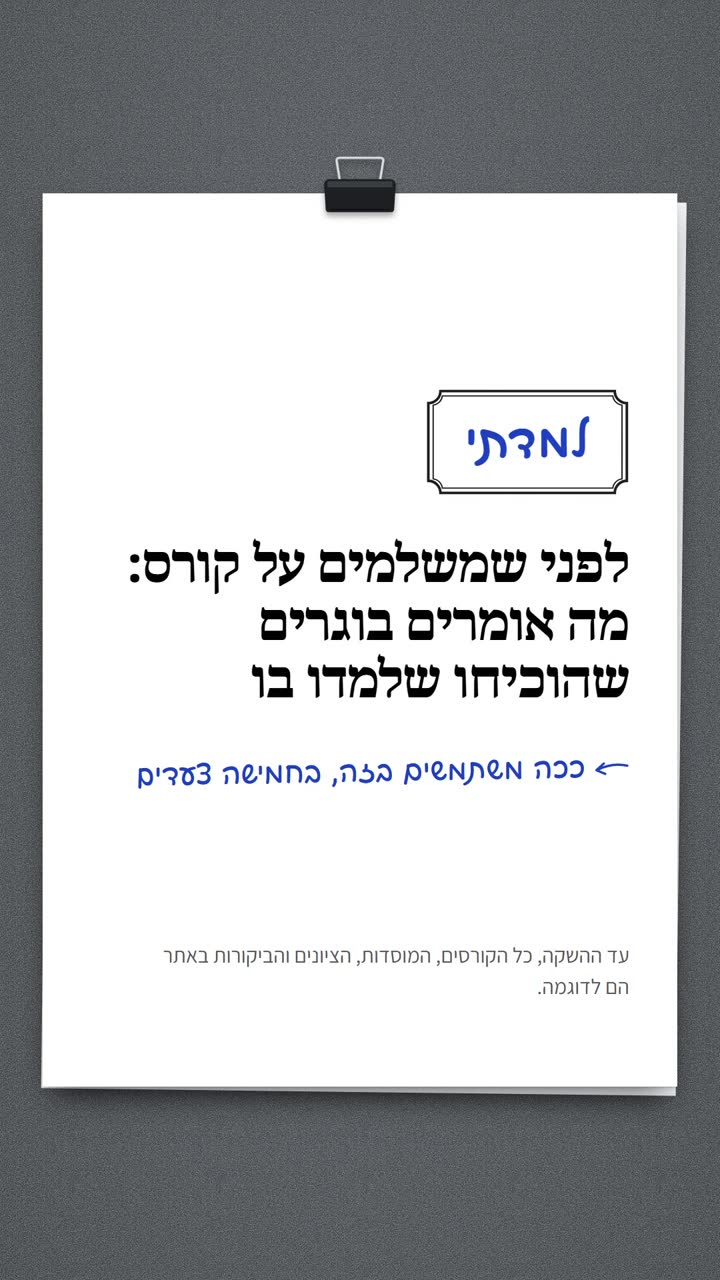 למדתי
לפני שמשלמים על קורס:
מה אומרים בוגרים
שהוכיחו שלמדו בו
← ככה משתמשים בזה, בחמישה צעדים
עד ההשקה, כל הקורסים, המוסדות, הציונים והביקורות באתר
הם לדוגמה.